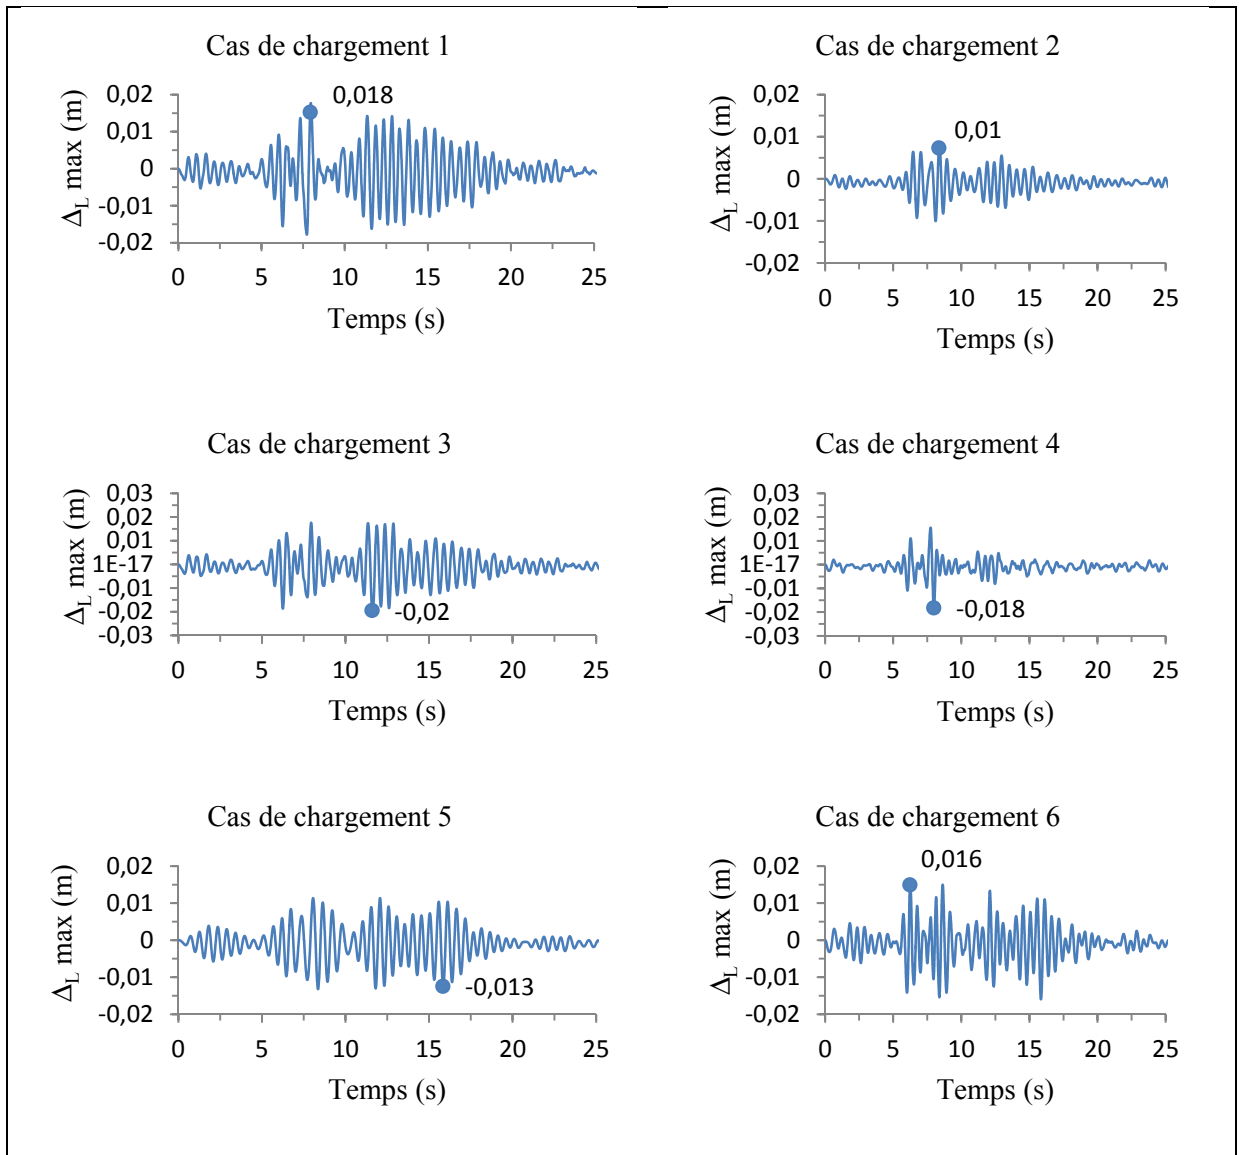 Cas de chargement 1
Δ_L max (m)
0,02
0,01
0
-0,01
-0,02
0,018
0 5 10 15 20 25
Temps (s)
Cas de chargement 2
Δ_L max (m)
0,02
0,01
0
-0,01
-0,02
0,01
0 5 10 15 20 25
Temps (s)
Cas de chargement 3
Δ_L max (m)
0,03
0,02
0,01
1E-17
-0,01
-0,02
-0,03
-0,02
0 5 10 15 20 25
Temps (s)
Cas de chargement 4
Δ_L max (m)
0,03
0,02
0,01
1E-17
-0,01
-0,02
-0,03
-0,018
0 5 10 15 20 25
Temps (s)
Cas de chargement 5
Δ_L max (m)
0,02
0,01
0
-0,01
-0,02
-0,013
0 5 10 15 20 25
Temps (s)
Cas de chargement 6
Δ_L max (m)
0,02
0,01
0
-0,01
-0,02
0,016
0 5 10 15 20 25
Temps (s)